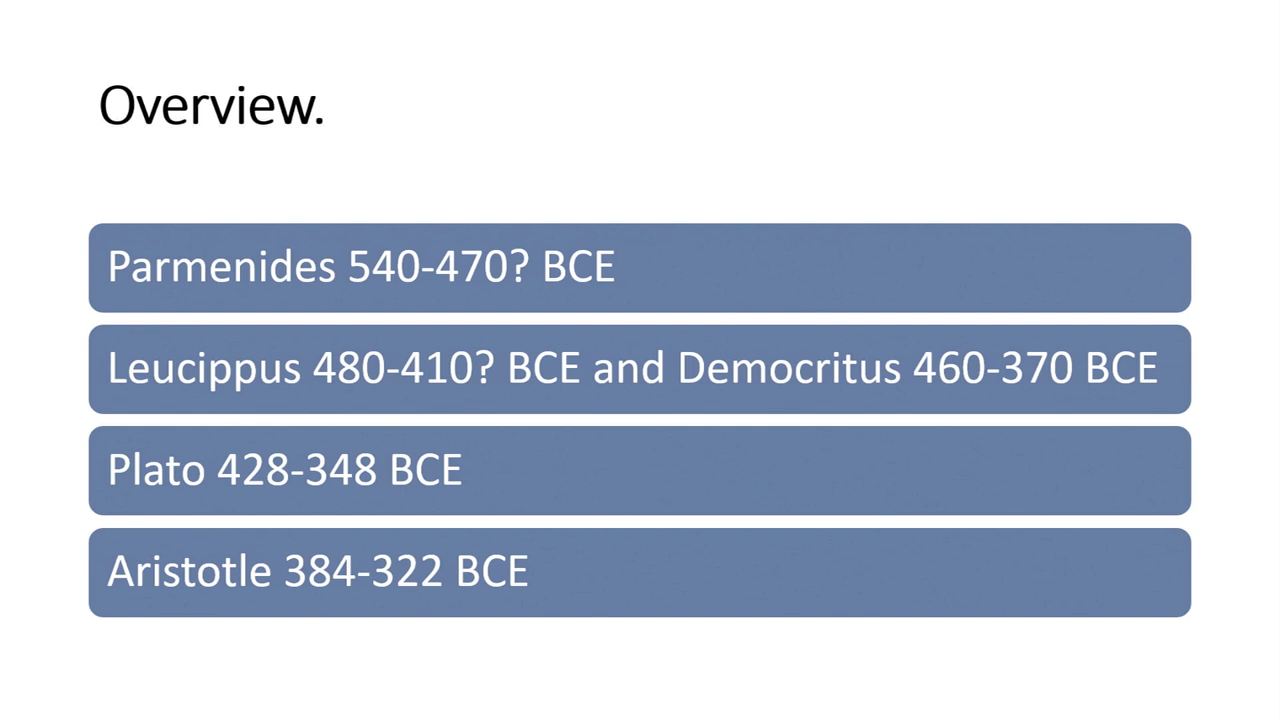 Overview.
Parmenides 540-470? BCE
Leucippus 480-410? BCE and Democritus 460-370 BCE
Plato 428-348 BCE
Aristotle 384-322 BCE